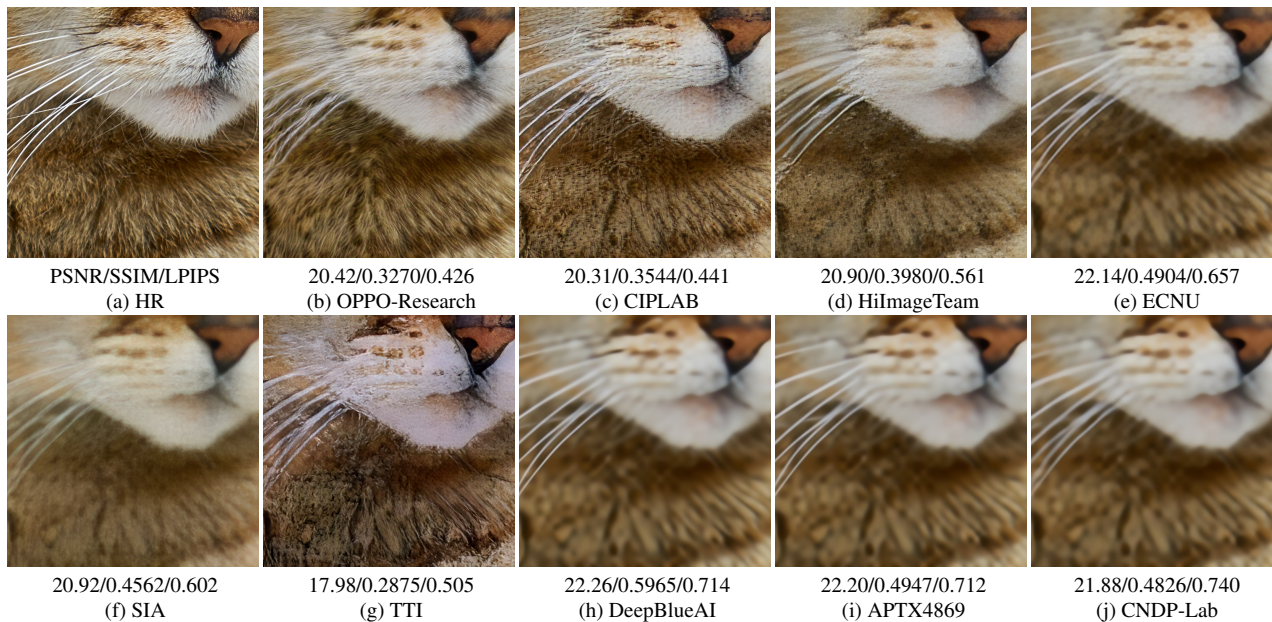 PSNR/SSIM/LPIPS 20.42/0.3270/0.426 20.31/0.3544/0.441 20.90/0.3980/0.561 22.14/0.4904/0.657
(a) HR (b) OPPO-Research (c) CIPLAB (d) HiImageTeam (e) ECNU
20.92/0.4562/0.602 17.98/0.2875/0.505 22.26/0.5965/0.714 22.20/0.4947/0.712 21.88/0.4826/0.740
(f) SIA (g) TTI (h) DeepBlueAI (i) APTX4869 (j) CNDP-Lab